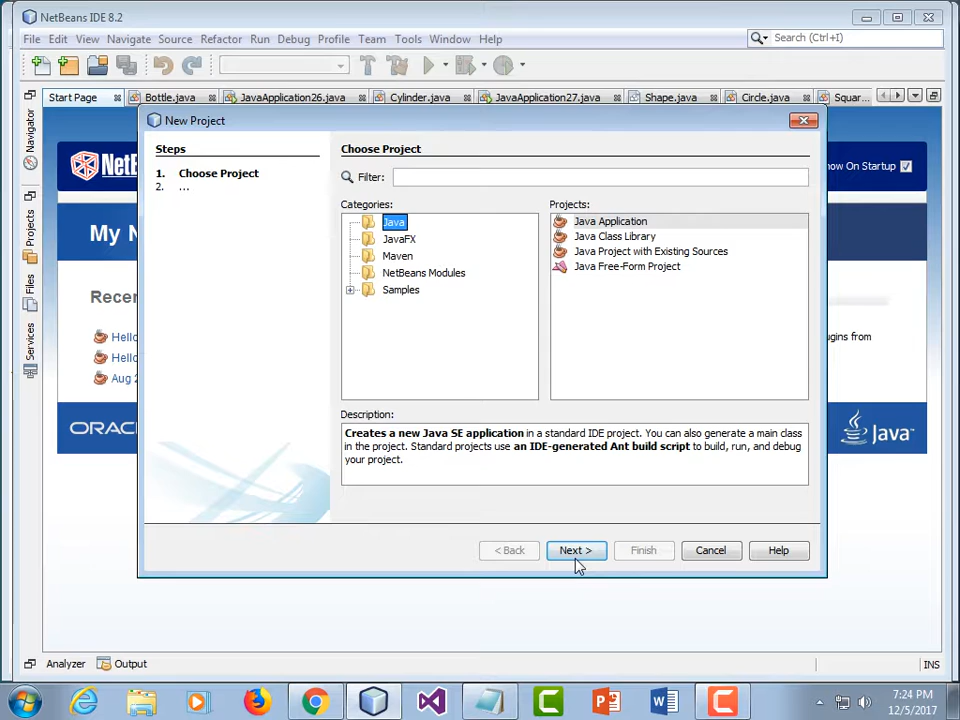 NetBeans IDE 8.2
File Edit View Navigate Source Refactor Run Debug Profile Team Tools Window Help
Search (Ctrl+I)
Start Page Bottle.java JavaApplication26.java Cylinder.java JavaApplication27.java Shape.java Circle.java Squar...
Navigator
Projects
Files
Services
NetB
now On Startup
My N
Recen
Hello
Hello
Aug 2
ugins from
ORAC
Java™
New Project
Steps
1. Choose Project
2. ...
Choose Project
Filter:
Categories:
Java
JavaFX
Maven
NetBeans Modules
Samples
Projects:
Java Application
Java Class Library
Java Project with Existing Sources
Java Free-Form Project
Description:
Creates a new Java SE application in a standard IDE project. You can also generate a main class
in the project. Standard projects use an IDE-generated Ant build script to build, run, and debug
your project.
< Back Next > Finish Cancel Help
Analyzer Output
INS
7:24 PM
12/5/2017